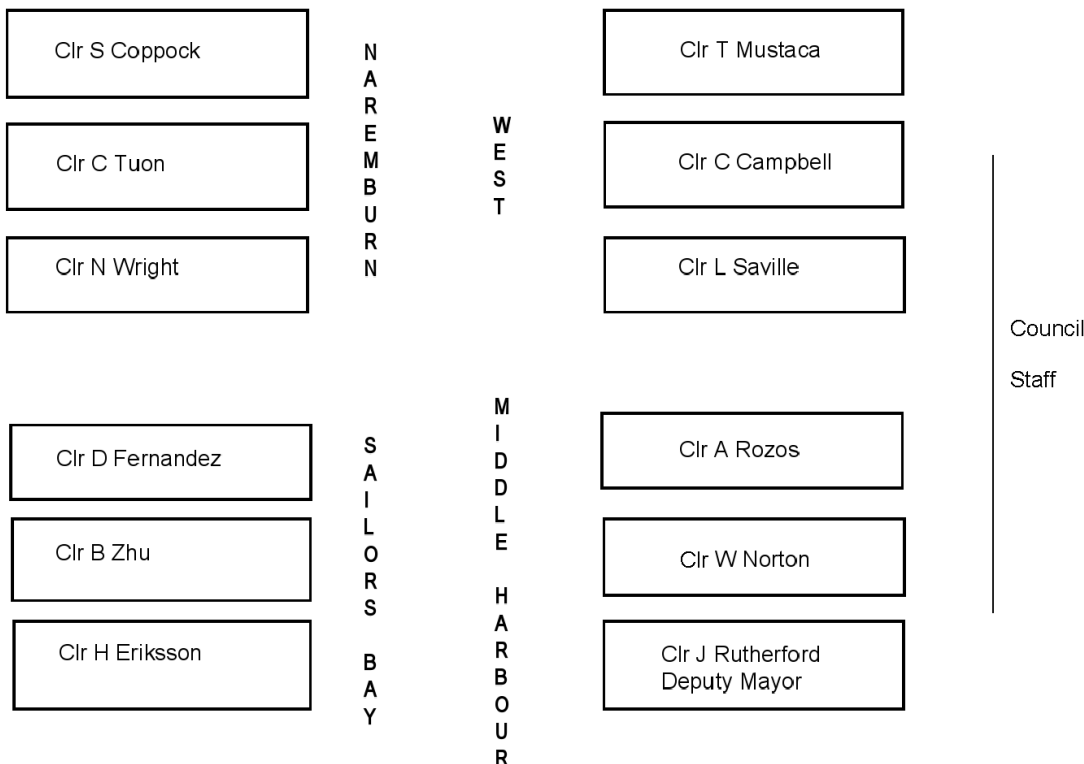 Clr S Coppock
Clr C Tuon
Clr N Wright
NAREMBURN
WEST
Clr T Mustaca
Clr C Campbell
Clr L Saville
Council
Staff
Clr D Fernandez
Clr B Zhu
Clr H Eriksson
SAILORS BAY
MIDDLE HARBOUR
Clr A Rozos
Clr W Norton
Clr J Rutherford
Deputy Mayor